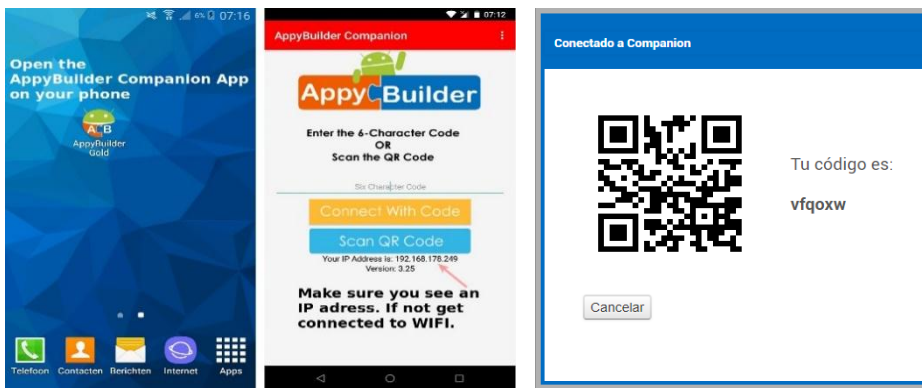 07:16
6%
Open the
AppyBuilder Companion App
on your phone
A B
AppyBuilder
Gold
Telefoon Contacten Berichten Internet Apps
07:12
AppyBuilder Companion
AppyBuilder
Enter the 6-Character Code
OR
Scan the QR Code
Six Character Code
Connect With Code
Scan QR Code
Your IP Address is: 192.168.178.249
Version: 3.25
Make sure you see an
IP adress. If not get
connected to WIFI.
Conectado a Companion
Tu código es:
vfqoxw
Cancelar